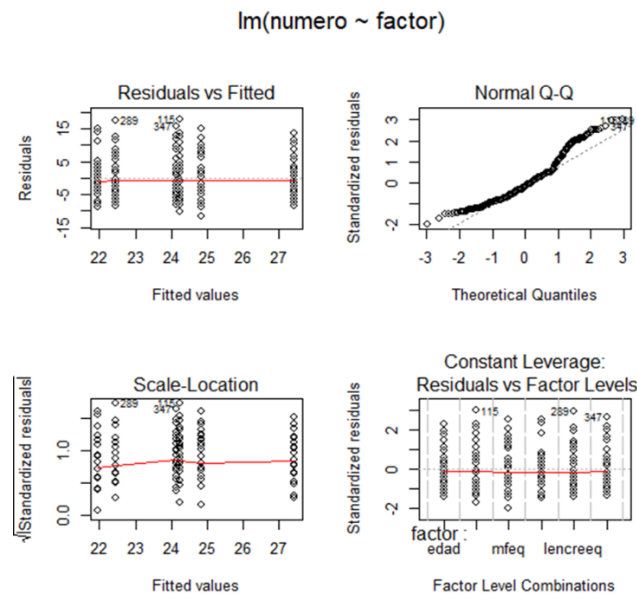 lm(numero ~ factor)
Residuals vs Fitted
Residuals
15
5
-5
-15
289
115
347
22 23 24 25 26 27
Fitted values
Normal Q-Q
Standardized residuals
3
2
1
0
-2
347
-3 -2 -1 0 1 2 3
Theoretical Quantiles
Scale-Location
√|Standardized residuals|
1.0
0.0
289
115
347
22 23 24 25 26 27
Fitted values
Constant Leverage:
Residuals vs Factor Levels
Standardized residuals
2
0
-2
115
289
347
factor :
edad mfeq lencreeq
Factor Level Combinations